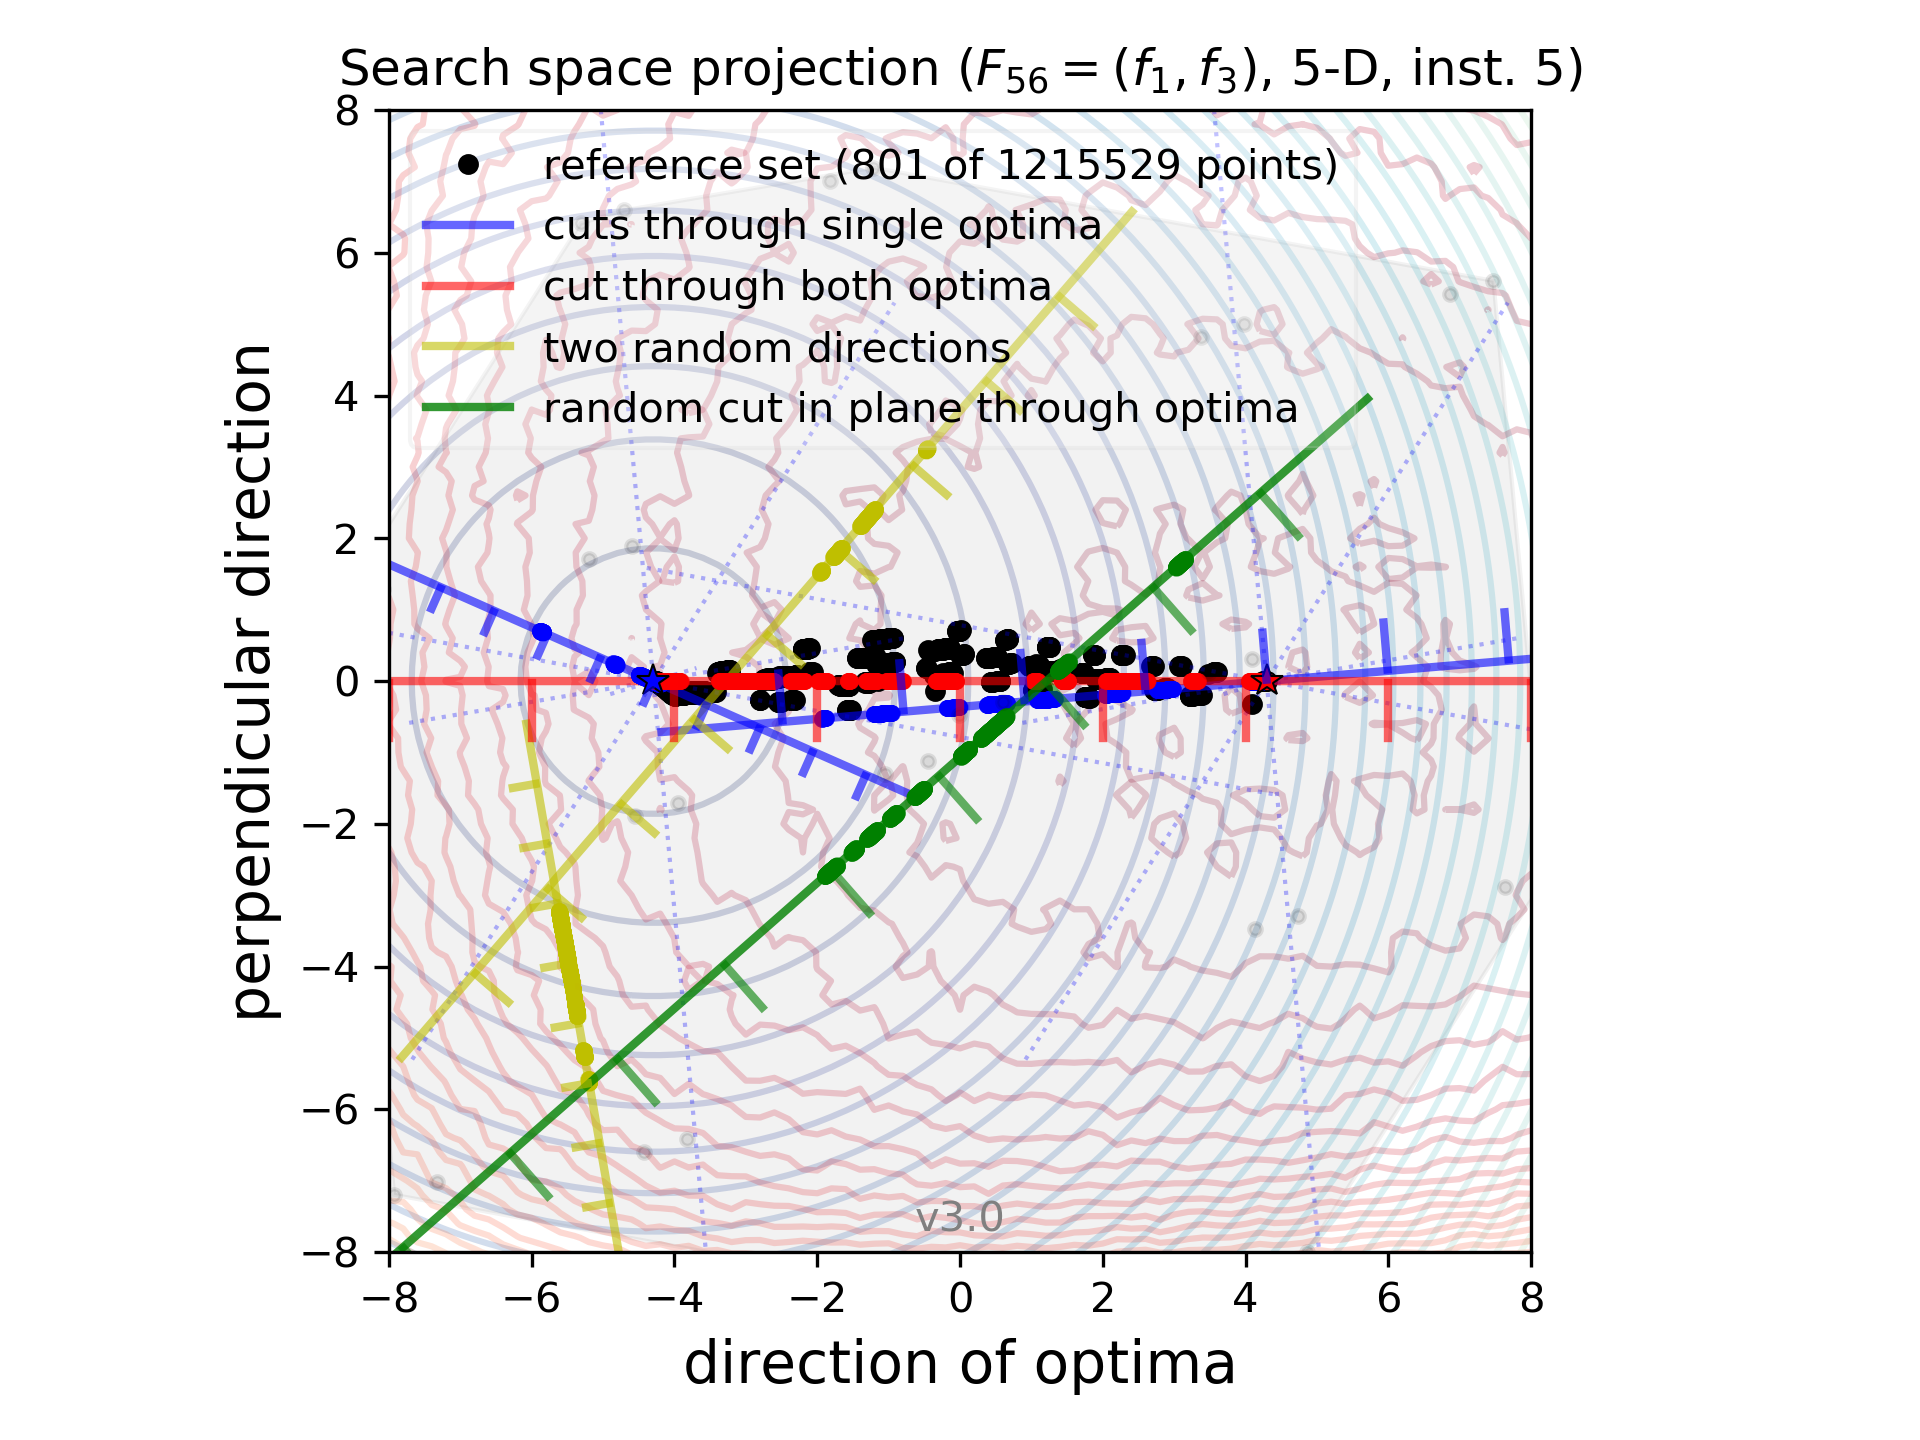 Search space projection (F56 = (f1, f3), 5-D, inst. 5)
reference set (801 of 1215529 points)
cuts through single optima
cut through both optima
two random directions
random cut in plane through optima
8
6
4
2
0
−2
−4
−6
−8
perpendicular direction
v3.0
−8 −6 −4 −2 0 2 4 6 8
direction of optima